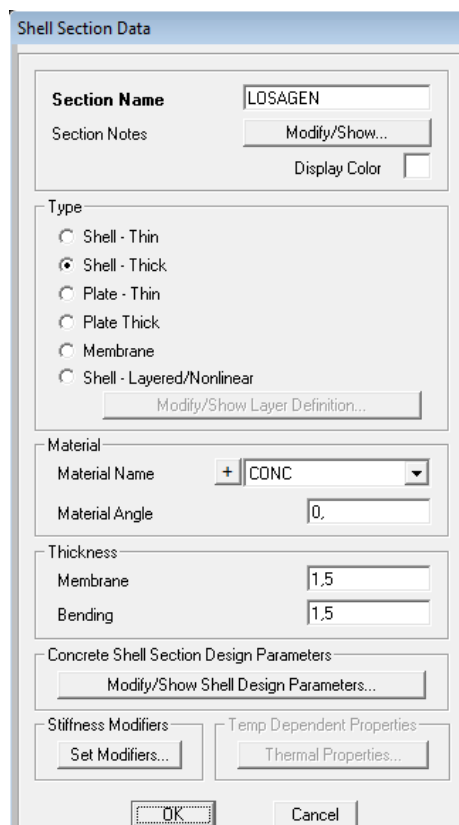 Shell Section Data
Section Name LOSAGEN
Section Notes Modify/Show...
Display Color
Type
Shell - Thin
Shell - Thick
Plate - Thin
Plate Thick
Membrane
Shell - Layered/Nonlinear
Modify/Show Layer Definition...
Material
Material Name + CONC
Material Angle 0,
Thickness
Membrane 1,5
Bending 1,5
Concrete Shell Section Design Parameters
Modify/Show Shell Design Parameters...
Stiffness Modifiers Temp Dependent Properties
Set Modifiers... Thermal Properties...
OK Cancel